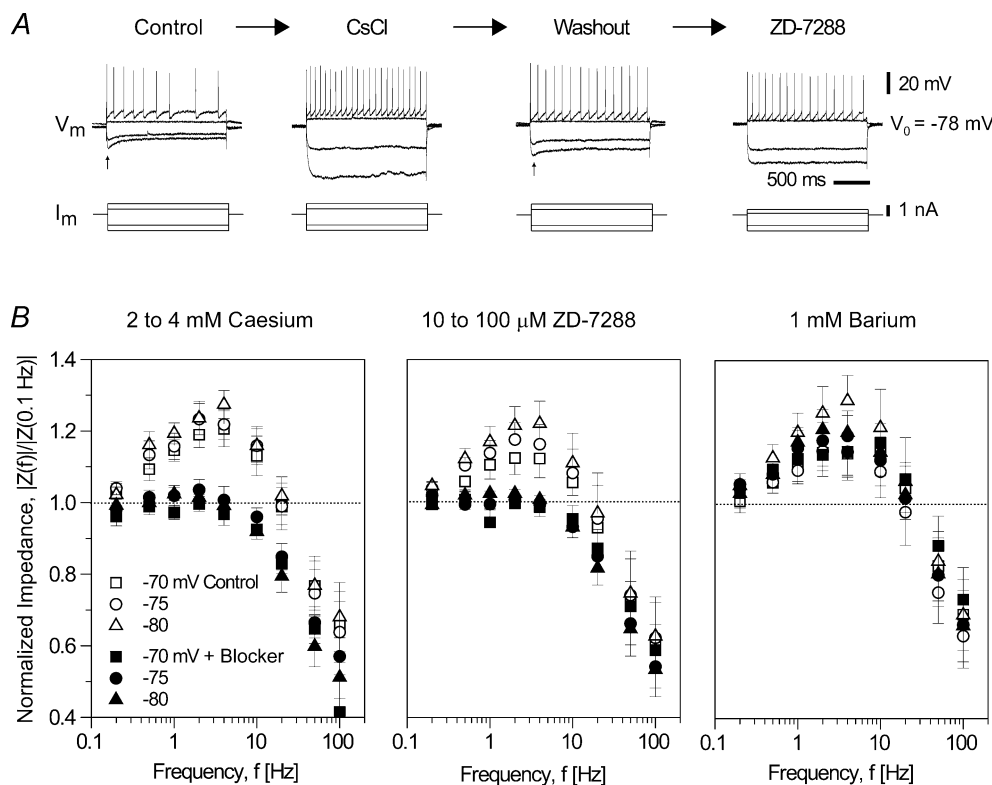 A
Control
CsCl
Washout
ZD-7288
20 mV
Vm
V0 = -78 mV
500 ms
Im
1 nA
B
2 to 4 mM Caesium
10 to 100 μM ZD-7288
1 mM Barium
Normalized Impedance, |Z(f)|/|Z(0.1 Hz)|
1.4
1.2
1.0
0.8
0.6
0.4
-70 mV Control
-75
-80
-70 mV + Blocker
-75
-80
0.1 1 10 100
0.1 1 10 100
0.1 1 10 100
Frequency, f [Hz]
Frequency, f [Hz]
Frequency, f [Hz]